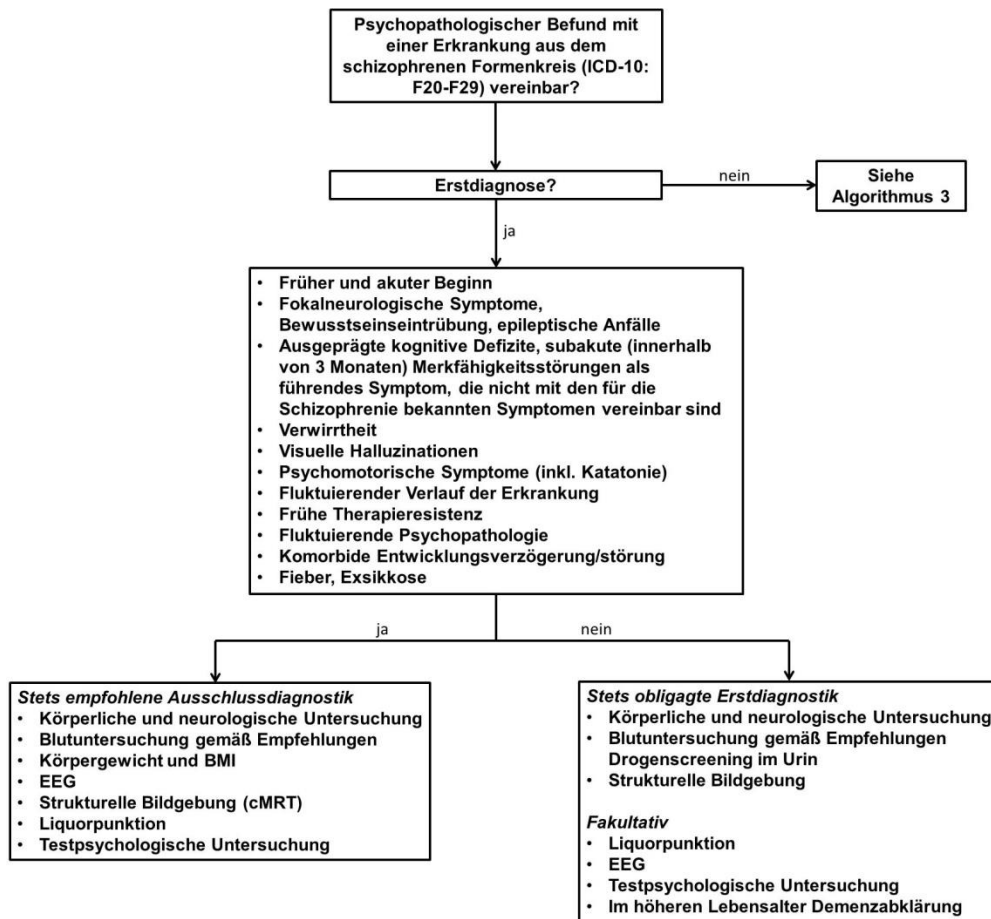 Psychopathologischer Befund mit
einer Erkrankung aus dem
schizophrenen Formenkreis (ICD-10:
F20-F29) vereinbar?
Erstdiagnose?
nein
Siehe
Algorithmus 3
ja
• Früher und akuter Beginn
• Fokalneurologische Symptome,
Bewusstseinseintrübung, epileptische Anfälle
• Ausgeprägte kognitive Defizite, subakute (innerhalb
von 3 Monaten) Merkfähigkeitsstörungen als
führendes Symptom, die nicht mit den für die
Schizophrenie bekannten Symptomen vereinbar sind
• Verwirrtheit
• Visuelle Halluzinationen
• Psychomotorische Symptome (inkl. Katatonie)
• Fluktuierender Verlauf der Erkrankung
• Frühe Therapieresistenz
• Fluktuierende Psychopathologie
• Komorbide Entwicklungsverzögerung/störung
• Fieber, Exsikkose
ja
nein
Stets empfohlene Ausschlussdiagnostik
• Körperliche und neurologische Untersuchung
• Blutuntersuchung gemäß Empfehlungen
• Körpergewicht und BMI
• EEG
• Strukturelle Bildgebung (cMRT)
• Liquorpunktion
• Testpsychologische Untersuchung
Stets obligagte Erstdiagnostik
• Körperliche und neurologische Untersuchung
• Blutuntersuchung gemäß Empfehlungen
Drogenscreening im Urin
• Strukturelle Bildgebung
Fakultativ
• Liquorpunktion
• EEG
• Testpsychologische Untersuchung
• Im höheren Lebensalter Demenzabklärung